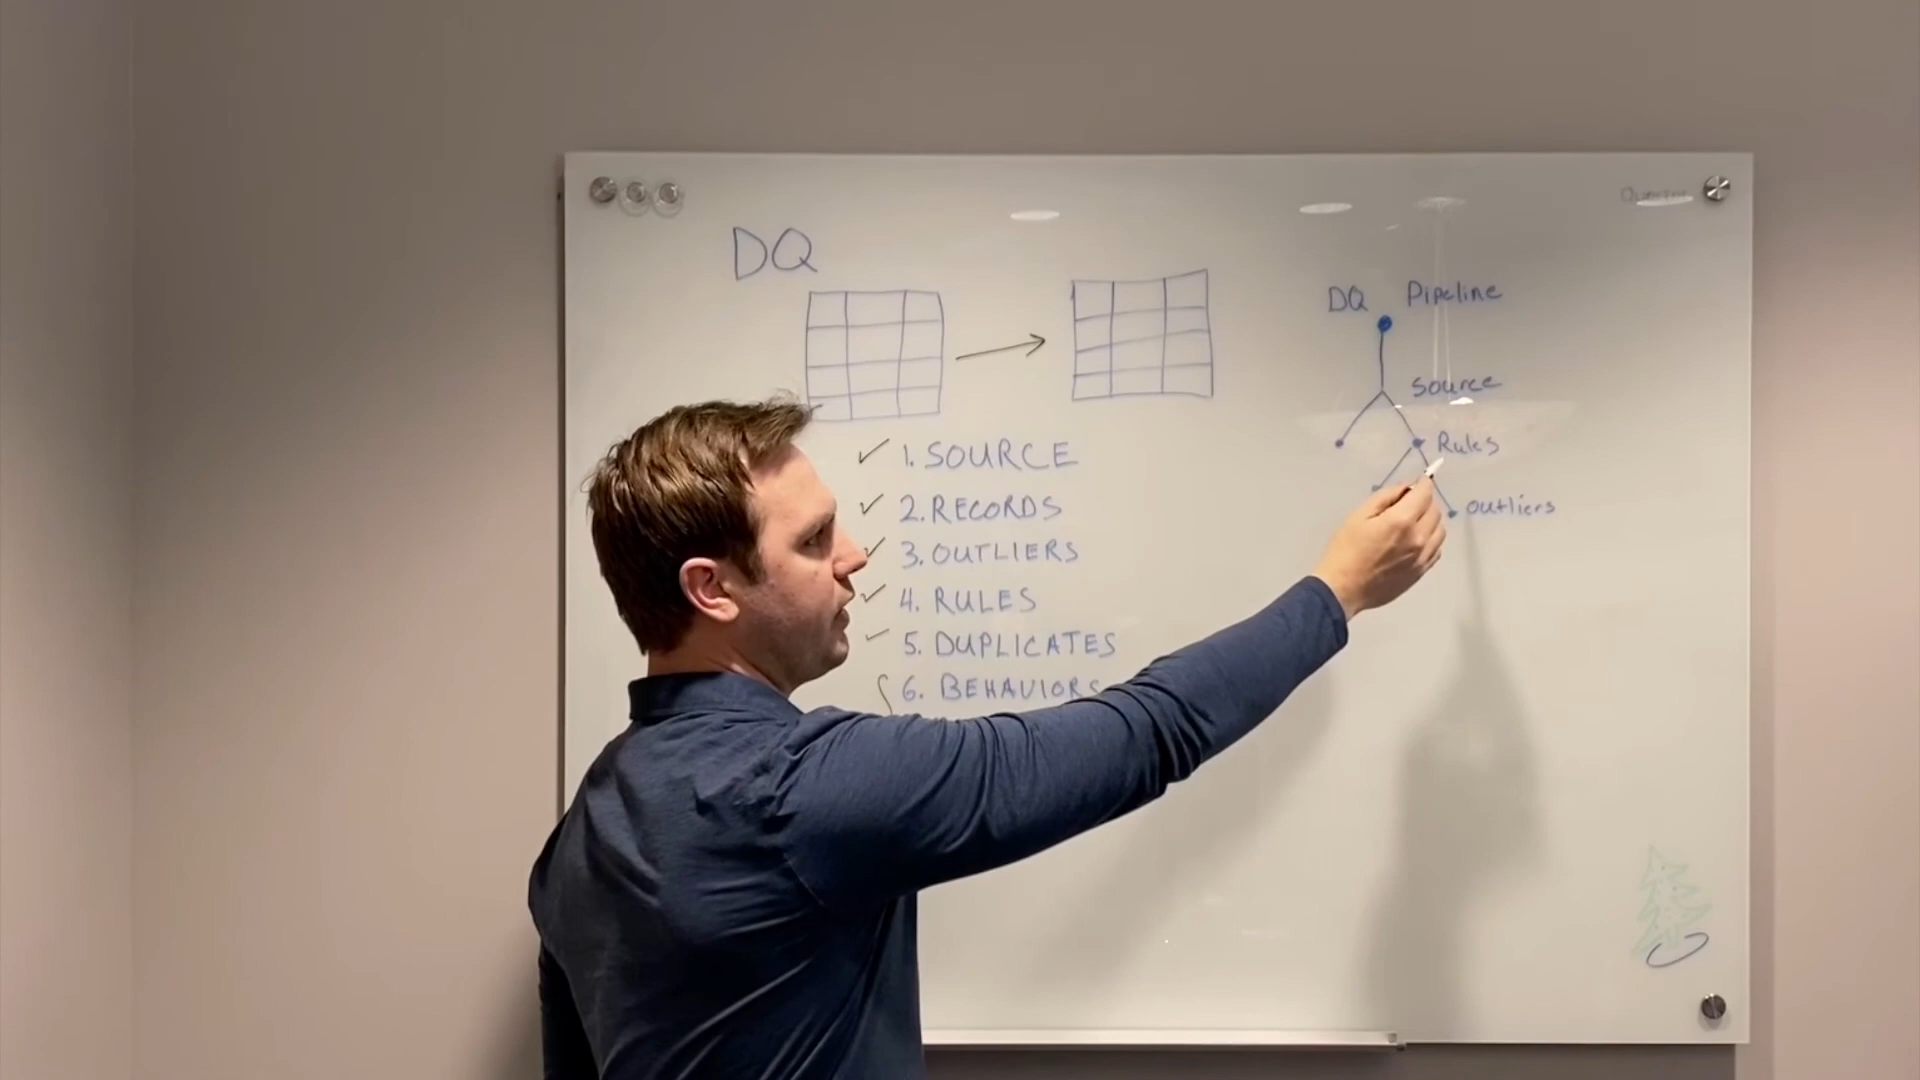 DQ
1. SOURCE
2. RECORDS
3. OUTLIERS
4. RULES
5. DUPLICATES
6. BEHAVIORS
DQ Pipeline
Source
Rules
outliers